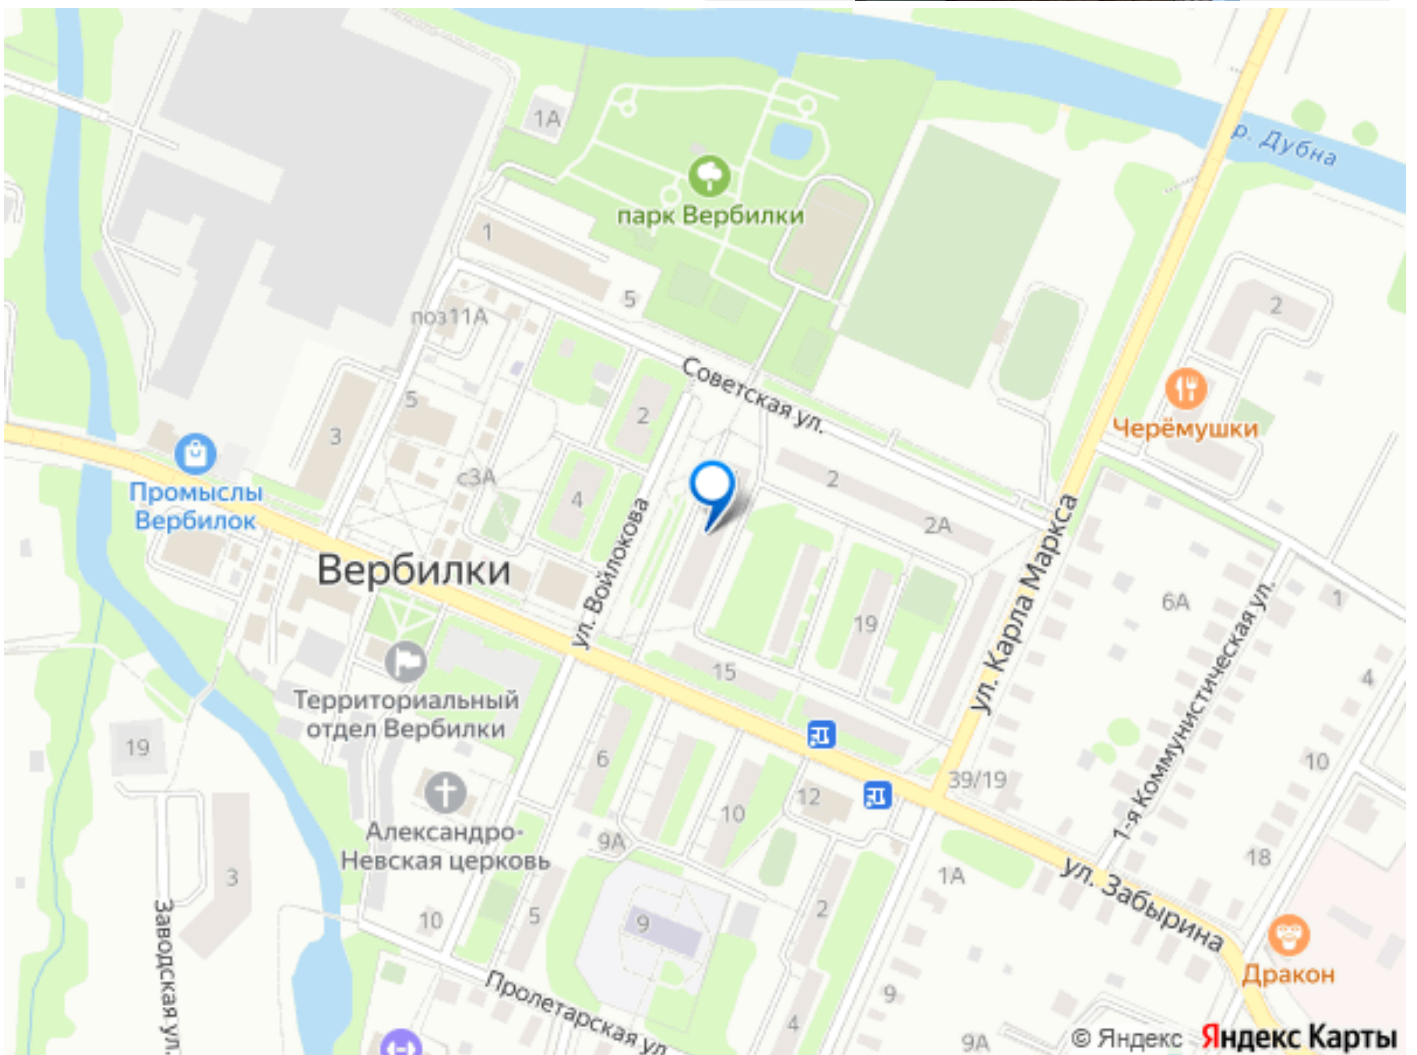 1А
р. Дубна
парк Вербилки
1
5
2
поз11А
Советская ул.
5
2
Черёмушки
3
с3А
4
2
2А
Промыслы
Вербилок
ул. Войлокова
ул. Карла Маркса
Вербилки
6А
1
19
1-я Коммунистическая ул.
15
4
Территориальный
отдел Вербилки
19
6
10
39/19
12
10
Александро-
Невская церковь
9А
18
ул. Забырина
3
1А
5
2
10
9
Заводская ул.
Дракон
Пролетарская ул.
9
4
9А
© Яндекс Яндекс Карты